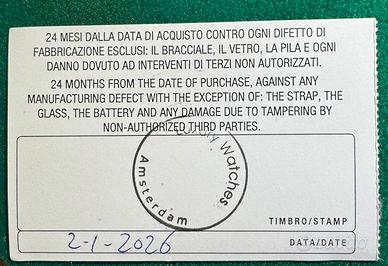 24 MESI DALLA DATA DI ACQUISTO CONTRO OGNI DIFETTO DI
FABBRICAZIONE ESCLUSI: IL BRACCIALE, IL VETRO, LA PILA E OGNI
DANNO DOVUTO AD INTERVENTI DI TERZI NON AUTORIZZATI.
24 MONTHS FROM THE DATE OF PURCHASE, AGAINST ANY
MANUFACTURING DEFECT WITH THE EXCEPTION OF: THE STRAP, THE
GLASS, THE BATTERY AND ANY DAMAGE DUE TO TAMPERING BY
NON-AUTHORIZED THIRD PARTIES.
Luxury Watches
Amsterdam
TIMBRO/STAMP
2-1-2026
DATA/DATE